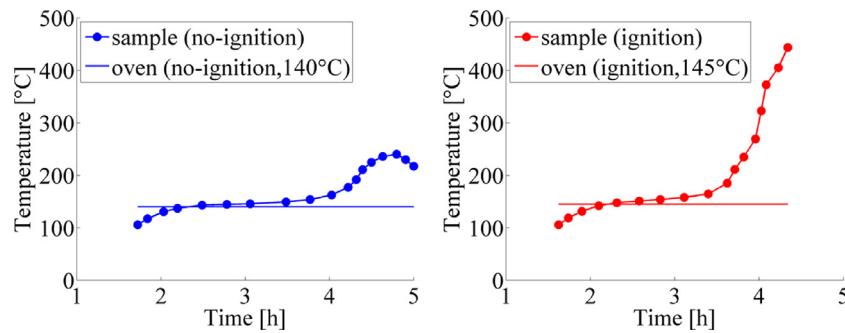 500
400
300
200
100
0
Temperature [°C]
sample (no-ignition)
oven (no-ignition,140°C)
1
2
3
4
5
Time [h]
500
400
300
200
100
0
Temperature [°C]
sample (ignition)
oven (ignition,145°C)
1
2
3
4
5
Time [h]